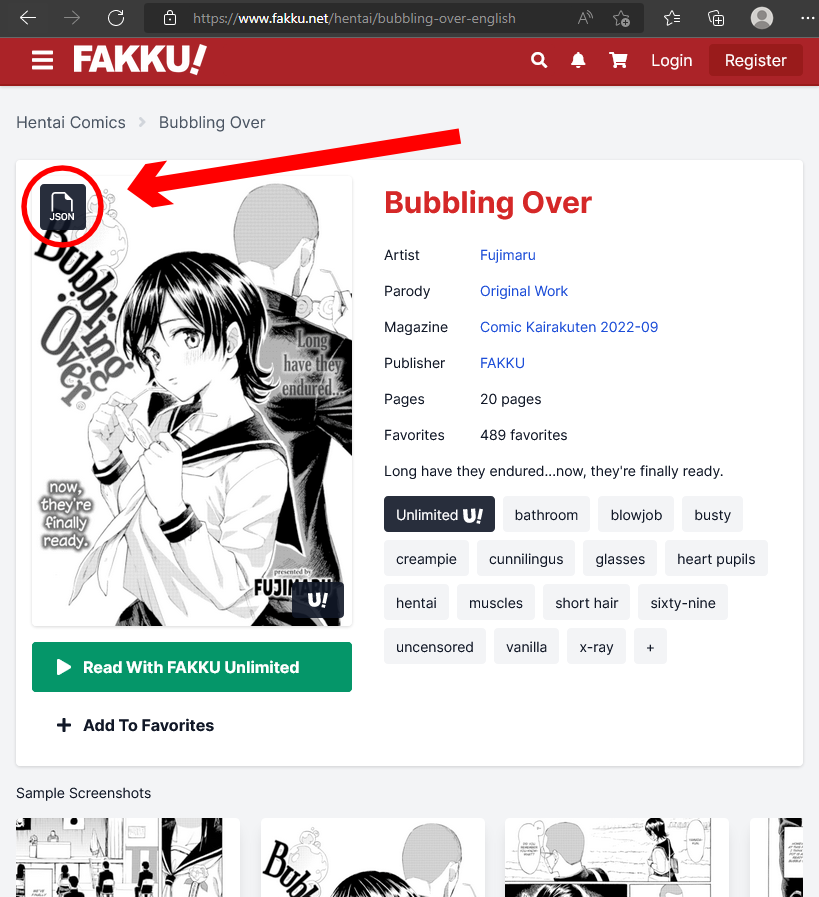 https://www.fakku.net/hentai/bubbling-over-english
FAKKU!
Login
Register
Hentai Comics
Bubbling Over
JSON
Bubbling Over
Long have they endured...
now, they're finally ready.
presented by
FUJIMARU
U!
Bubbling Over
Artist Fujimaru
Parody Original Work
Magazine Comic Kairakuten 2022-09
Publisher FAKKU
Pages 20 pages
Favorites 489 favorites
Long have they endured...now, they're finally ready.
Unlimited U! bathroom blowjob busty
creampie cunnilingus glasses heart pupils
hentai muscles short hair sixty-nine
uncensored vanilla x-ray +
Read With FAKKU Unlimited
+ Add To Favorites
Sample Screenshots
Bubbling